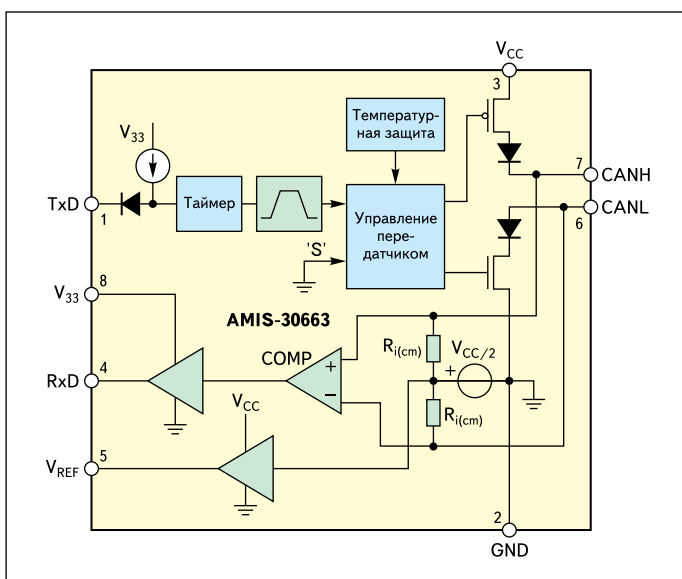 V_CC
3
Температур-
ная защита
V_33
7
CANH
TxD
1
Таймер
Управление
пере-
датчиком
CANL
6
'S'
8
V_33
AMIS-30663
COMP
+
−
R_i(cm)
V_CC/2
+
RxD
4
R_i(cm)
V_CC
V_REF
5
2
GND